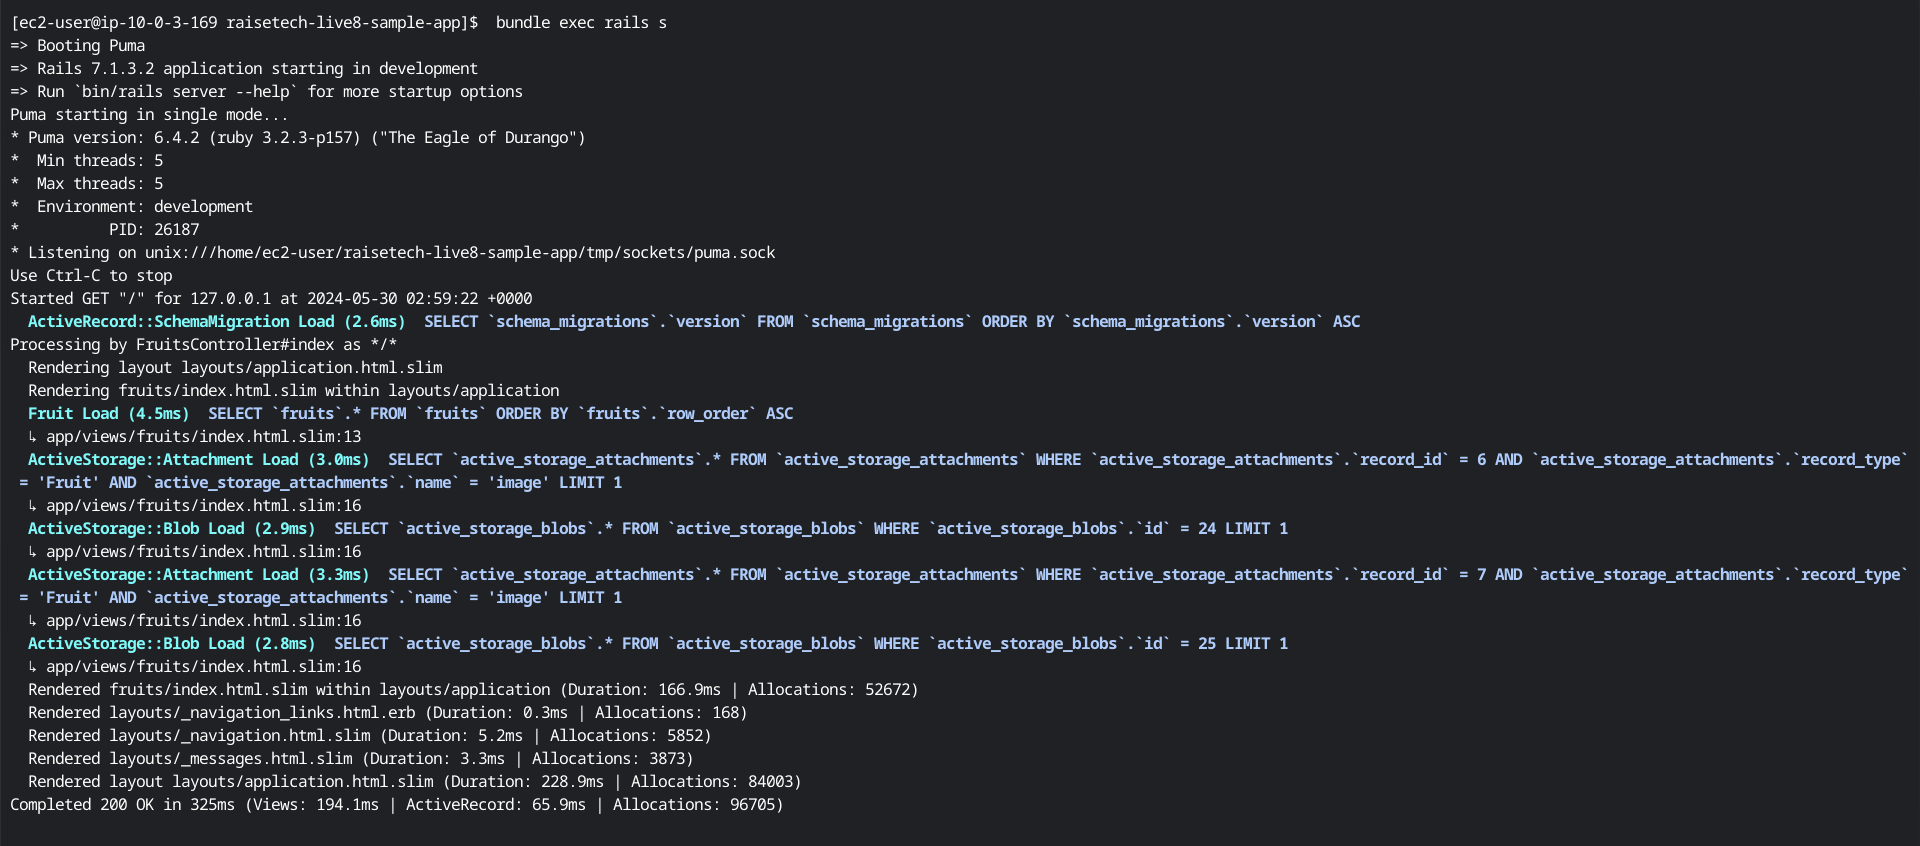 [ec2-user@ip-10-0-3-169 raisetech-live8-sample-app]$  bundle exec rails s
=> Booting Puma
=> Rails 7.1.3.2 application starting in development
=> Run `bin/rails server --help` for more startup options
Puma starting in single mode...
* Puma version: 6.4.2 (ruby 3.2.3-p157) ("The Eagle of Durango")
*  Min threads: 5
*  Max threads: 5
*  Environment: development
*          PID: 26187
* Listening on unix:///home/ec2-user/raisetech-live8-sample-app/tmp/sockets/puma.sock
Use Ctrl-C to stop
Started GET "/" for 127.0.0.1 at 2024-05-30 02:59:22 +0000
  ActiveRecord::SchemaMigration Load (2.6ms)  SELECT `schema_migrations`.`version` FROM `schema_migrations` ORDER BY `schema_migrations`.`version` ASC
Processing by FruitsController#index as */*
  Rendering layout layouts/application.html.slim
  Rendering fruits/index.html.slim within layouts/application
  Fruit Load (4.5ms)  SELECT `fruits`.* FROM `fruits` ORDER BY `fruits`.`row_order` ASC
  ↳ app/views/fruits/index.html.slim:13
  ActiveStorage::Attachment Load (3.0ms)  SELECT `active_storage_attachments`.* FROM `active_storage_attachments` WHERE `active_storage_attachments`.`record_id` = 6 AND `active_storage_attachments`.`record_type`
 = 'Fruit' AND `active_storage_attachments`.`name` = 'image' LIMIT 1
  ↳ app/views/fruits/index.html.slim:16
  ActiveStorage::Blob Load (2.9ms)  SELECT `active_storage_blobs`.* FROM `active_storage_blobs` WHERE `active_storage_blobs`.`id` = 24 LIMIT 1
  ↳ app/views/fruits/index.html.slim:16
  ActiveStorage::Attachment Load (3.3ms)  SELECT `active_storage_attachments`.* FROM `active_storage_attachments` WHERE `active_storage_attachments`.`record_id` = 7 AND `active_storage_attachments`.`record_type`
 = 'Fruit' AND `active_storage_attachments`.`name` = 'image' LIMIT 1
  ↳ app/views/fruits/index.html.slim:16
  ActiveStorage::Blob Load (2.8ms)  SELECT `active_storage_blobs`.* FROM `active_storage_blobs` WHERE `active_storage_blobs`.`id` = 25 LIMIT 1
  ↳ app/views/fruits/index.html.slim:16
  Rendered fruits/index.html.slim within layouts/application (Duration: 166.9ms | Allocations: 52672)
  Rendered layouts/_navigation_links.html.erb (Duration: 0.3ms | Allocations: 168)
  Rendered layouts/_navigation.html.slim (Duration: 5.2ms | Allocations: 5852)
  Rendered layouts/_messages.html.slim (Duration: 3.3ms | Allocations: 3873)
  Rendered layout layouts/application.html.slim (Duration: 228.9ms | Allocations: 84003)
Completed 200 OK in 325ms (Views: 194.1ms | ActiveRecord: 65.9ms | Allocations: 96705)